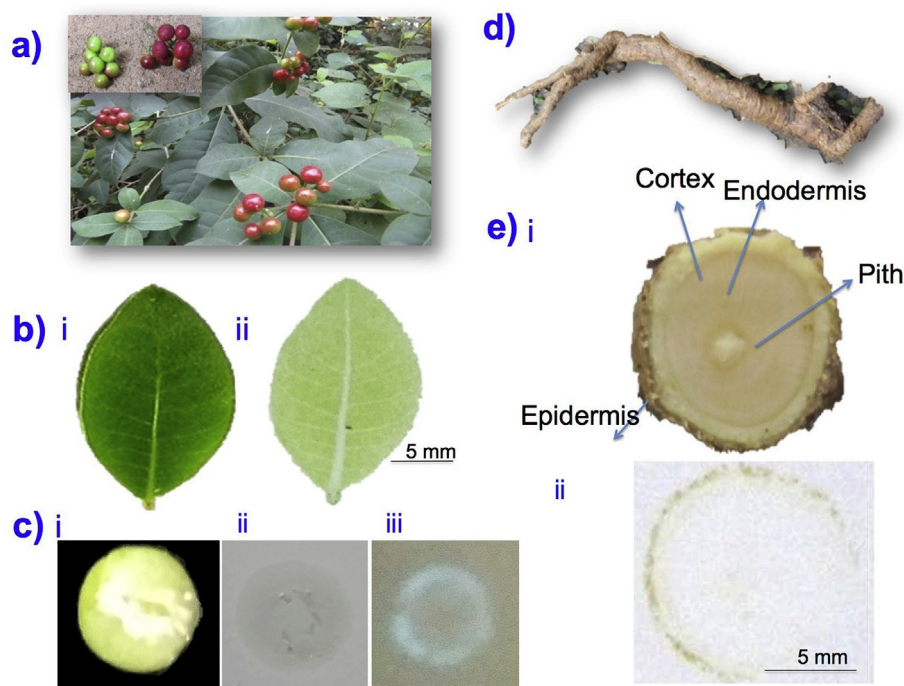 a)
d)
Cortex
Endodermis
e) i
Pith
b) i
ii
Epidermis
5 mm
c) i
ii
iii
ii
5 mm